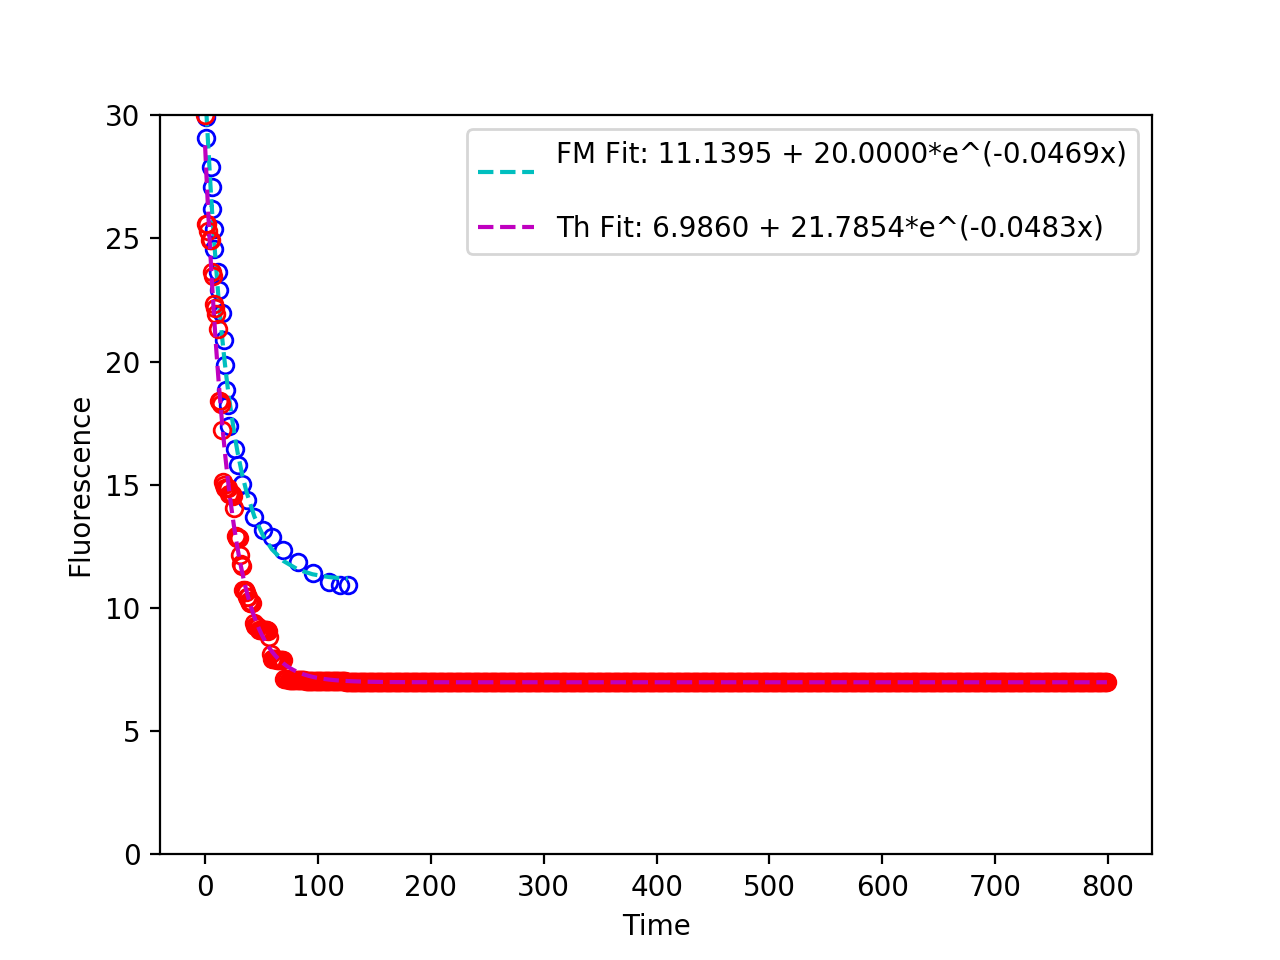 30
25
20
15
10
5
0
Fluorescence
FM Fit: 11.1395 + 20.0000*e^(-0.0469x)
Th Fit: 6.9860 + 21.7854*e^(-0.0483x)
0 100 200 300 400 500 600 700 800
Time